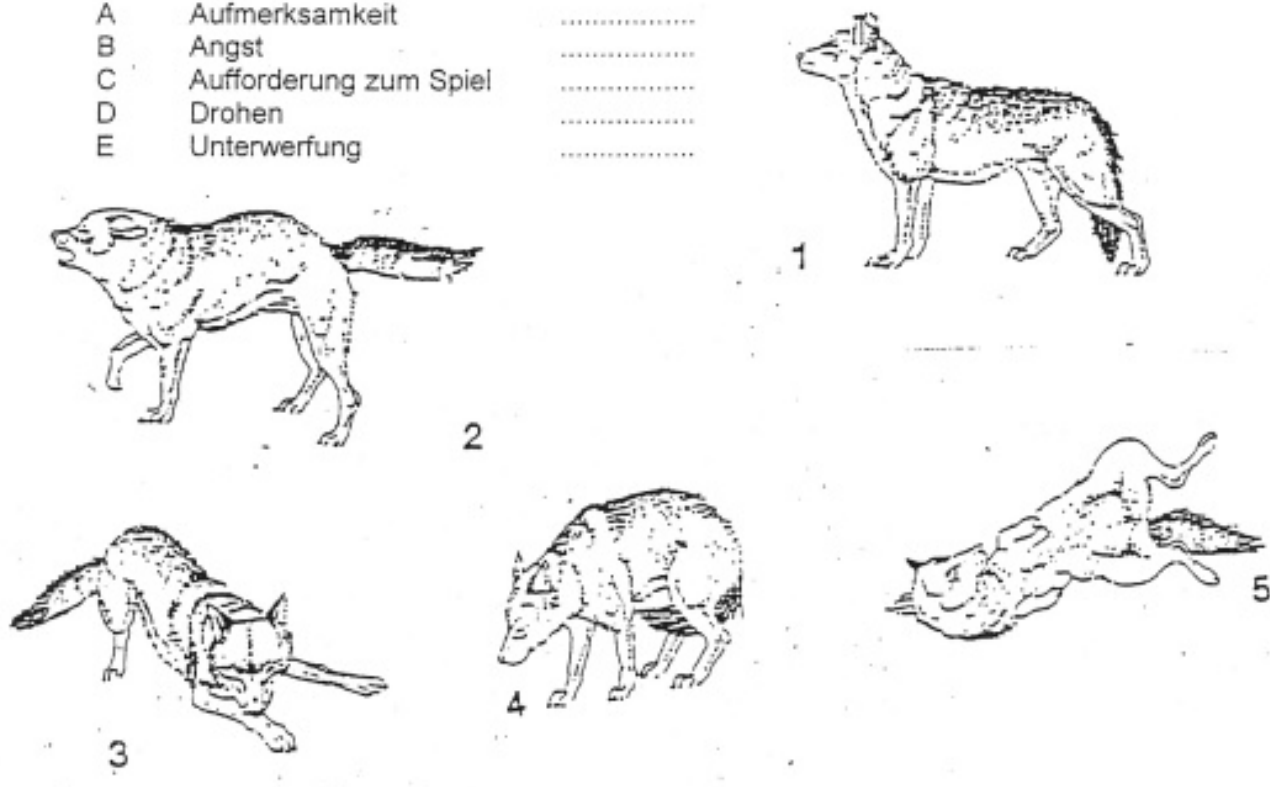 A Aufmerksamkeit ..................
B Angst ..................
C Aufforderung zum Spiel ..................
D Drohen ..................
E Unterwerfung ..................
1
2
3
4
5